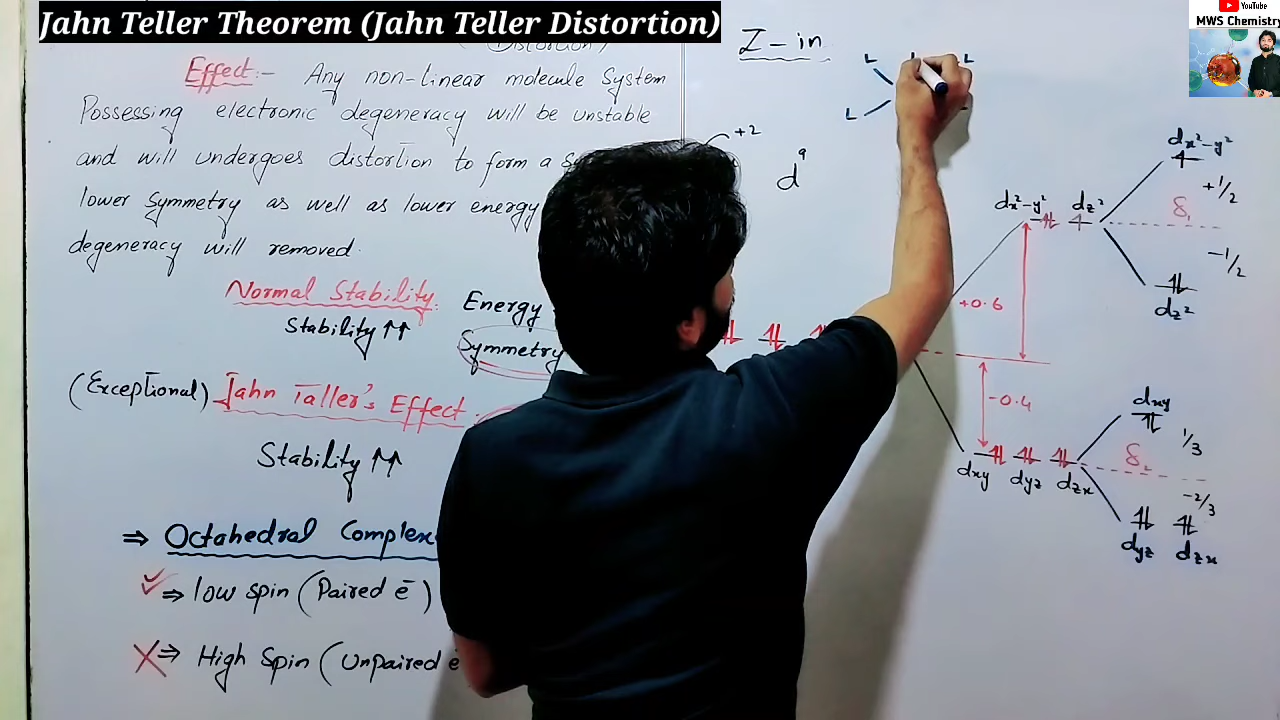 Jahn Teller Theorem (Jahn Teller Distortion)
YouTube
MWS Chemistry
(Distortion)
Effect:- Any non-linear molecule System
Possessing electronic degeneracy will be unstable
and will undergoes distortion to form a
lower symmetry as well as lower energy
degeneracy will removed.
Normal Stability:
Stability ↑↑
Energy
Symmetry
(Exceptional) Jahn Taller's Effect:
Stability ↑↑
⇒ Octahedral Complex
⇒ low spin (Paired e̅)
X ⇒ High Spin (Unpaired e̅
Z-in
L L L
L L
+2
d⁹
dx²-y² dz²
+0.6
-0.4
dxy dyz dzx
dx²-y²
+1/2
δ₁
-1/2
dz²
dxy
1/3
δ₂
-2/3
dyz dzx